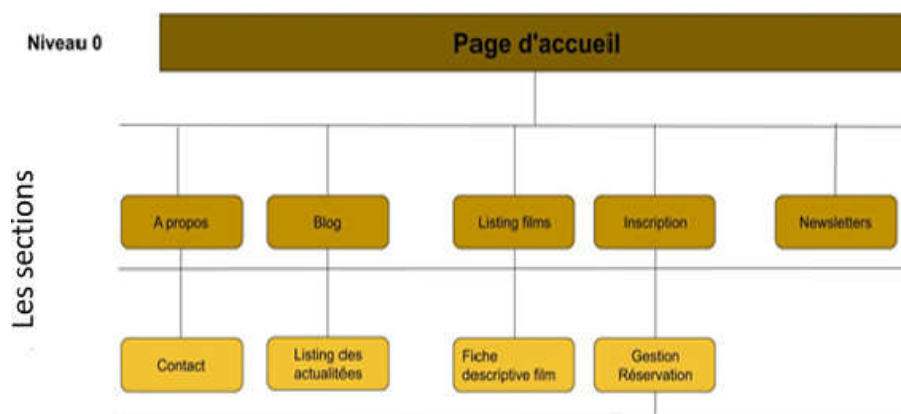 Niveau 0
Page d'accueil
Les sections
A propos
Blog
Listing films
Inscription
Newsletters
Contact
Listing des
actualitées
Fiche
descriptive film
Gestion
Réservation